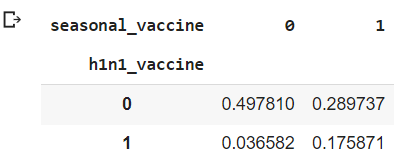 seasonal_vaccine 0 1
h1n1_vaccine
0 0.497810 0.289737
1 0.036582 0.175871